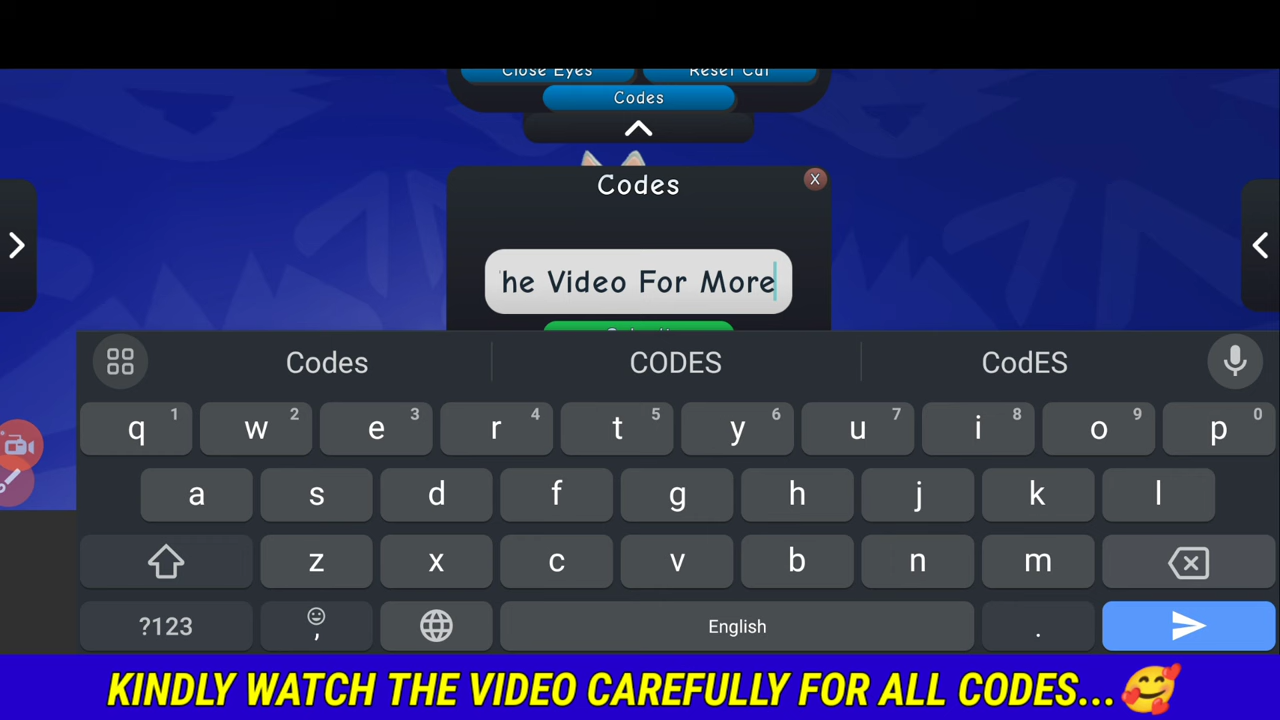 Close Eyes Reset Cut
Codes
Codes X
he Video For More
Codes CODES CodES
q 1 w 2 e 3 r 4 t 5 y 6 u 7 i 8 o 9 p 0
a s d f g h j k l
z x c v b n m
?123 , English .
KINDLY WATCH THE VIDEO CAREFULLY FOR ALL CODES...🥰